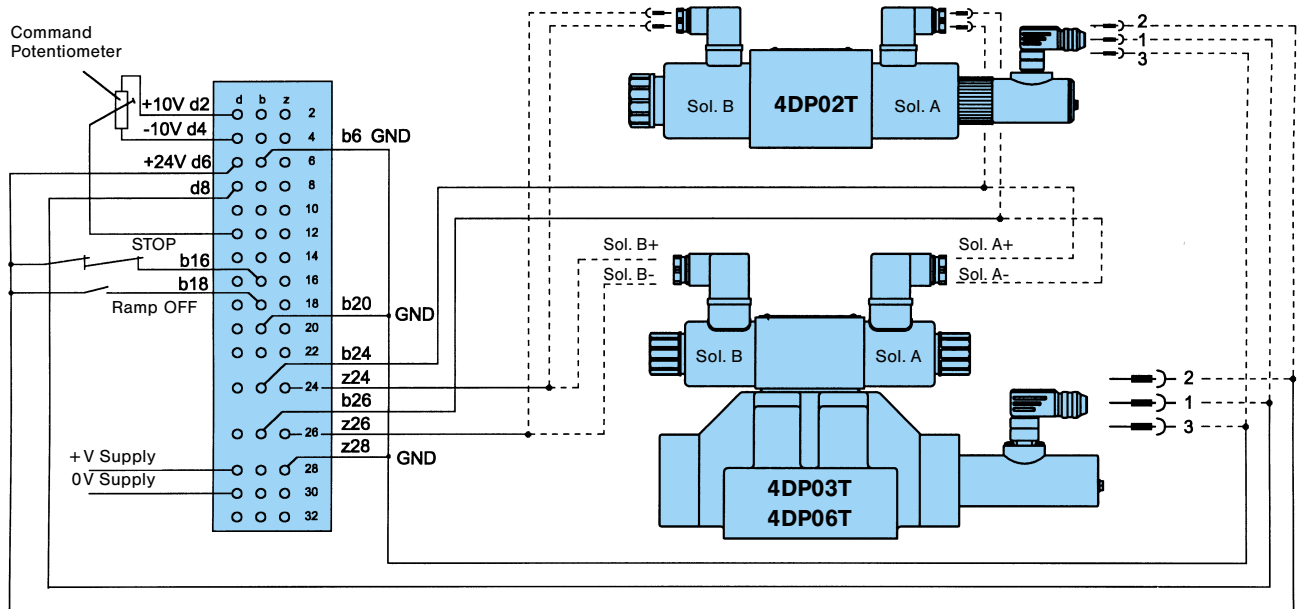 Command
Potentiometer
+10V d2
-10V d4
+24V d6
d8
STOP
b16
b18
Ramp OFF
+V Supply
0V Supply
d b z
2
4
6
8
10
12
14
16
18
20
22
24
26
28
30
32
b6 GND
b20
GND
b24
z24
b26
z26
z28
GND
Sol. B
4DP02T
Sol. A
2
1
3
Sol. B+
Sol. B-
Sol. A+
Sol. A-
Sol. B
Sol. A
4DP03T
4DP06T
2
1
3